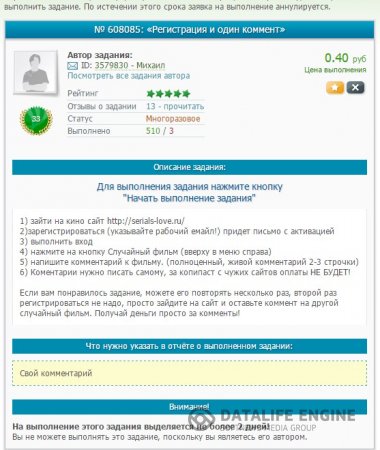 выполнить задание. По истечении этого срока заявка на выполнение аннулируется.
№ 608085: «Регистрация и один коммент»
Автор задания:
ID: 3579830 - Михаил
Посмотреть все задания автора
0.40 руб
Цена выполнения
Рейтинг
Отзывы о задании 13 - прочитать
33
Статус Многоразовое
Выполнено 510 / 3
Описание задания:
Для выполнения задания нажмите кнопку
"Начать выполнение задания"
1) зайти на кино сайт http://serials-love.ru/
2)зарегистрироваться (указывайте рабочий емайл!) придет письмо с активацией
3) выполнить вход
4) нажмите на кнопку Случайный фильм (вверху в меню справа)
5) напишите комментарий к фильму. (полноценный, живой комментарий 2-3 строчки)
6) Коментарии нужно писать самому, за копипаст с чужих сайтов оплаты НЕ БУДЕТ!
Если вам понравилось задание, можете его повторять несколько раз, второй раз
регистрироваться не надо, просто зайдите на сайт и оставьте коммент на другой
случайный фильм. Получай деньги просто за комменты!
Что нужно указать в отчёте о выполненном задании:
Свой комментарий
Внимание!
На выполнение этого задания выделяется не более 2 дней!
Вы не можете выполнять это задание, поскольку вы являетесь его автором.
DATALIFE ENGINE
SOFTNEWS MEDIA GROUP